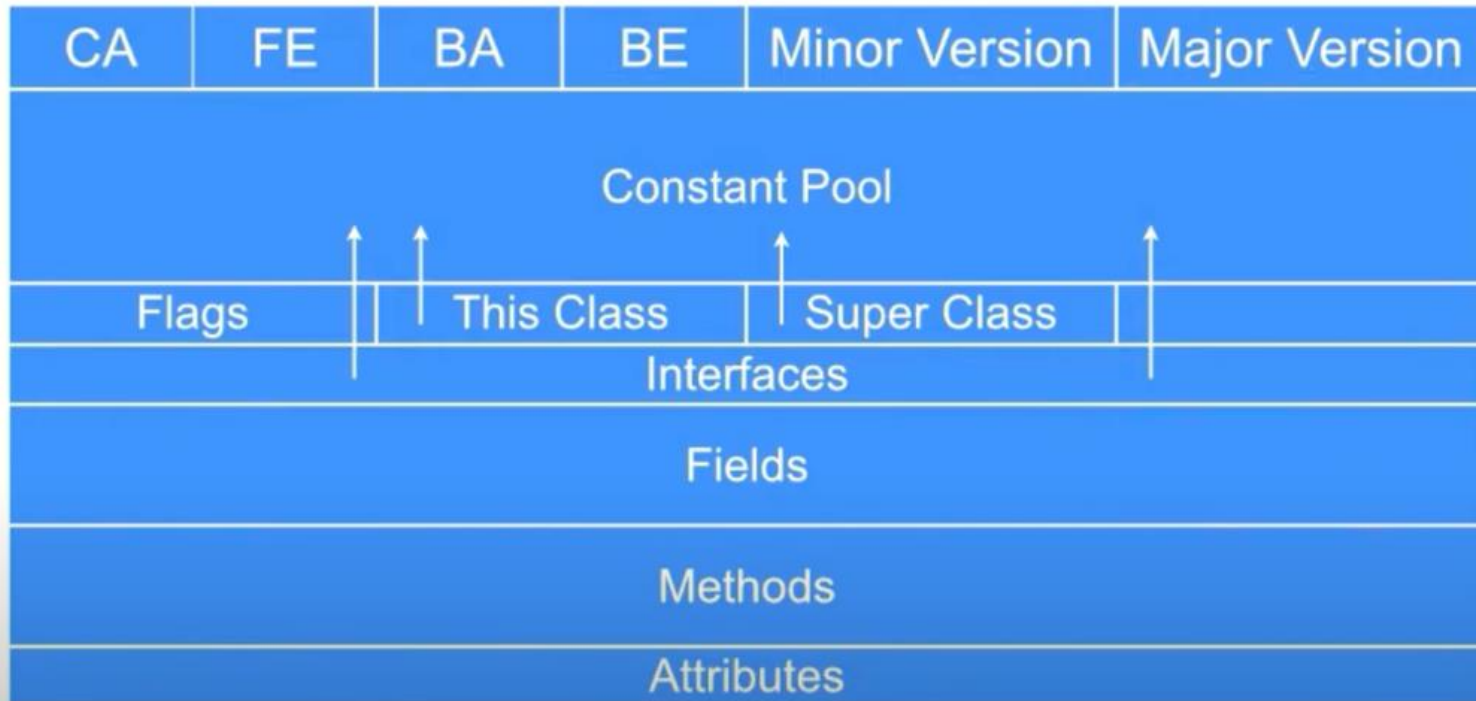 CA FE BA BE Minor Version Major Version
Constant Pool
Flags This Class Super Class
Interfaces
Fields
Methods
Attributes